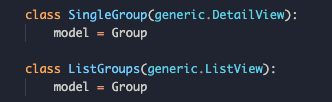 class SingleGroup(generic.DetailView):
    model = Group

class ListGroups(generic.ListView):
    model = Group